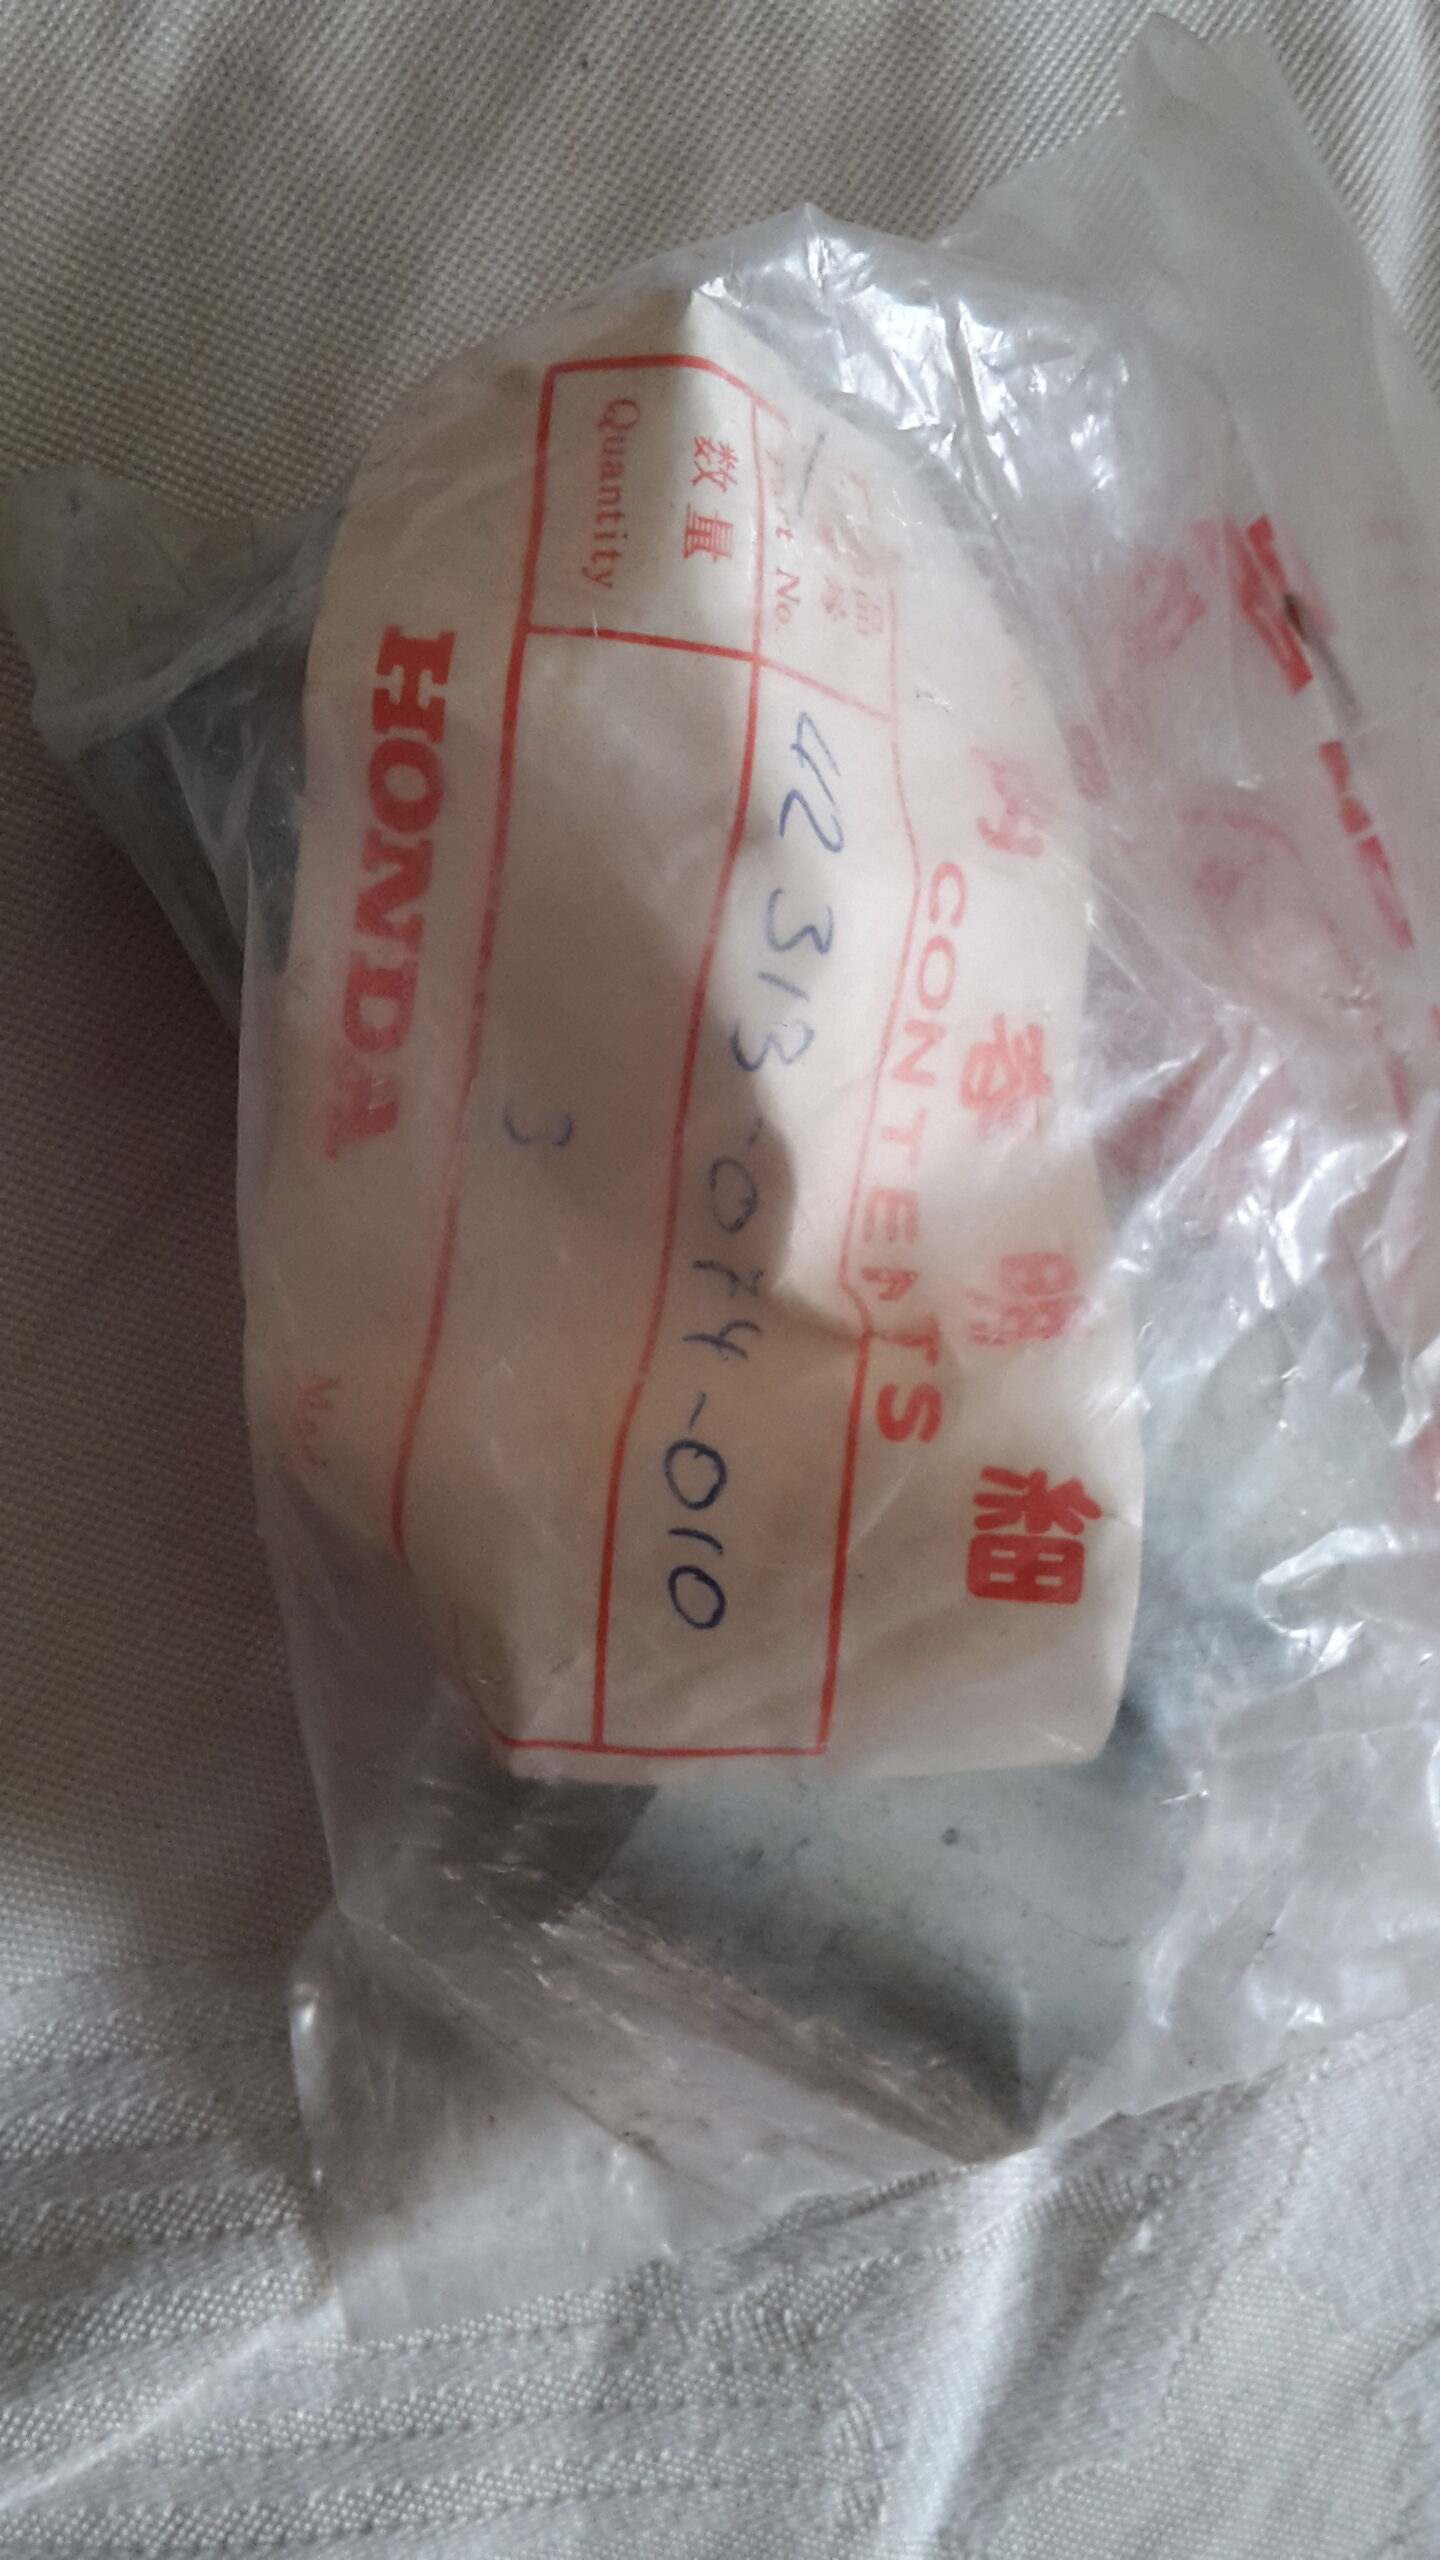 内容明細
CONTENTS
部品番号
Part No.
42313-074-010
数量
Quantity
3
HONDA